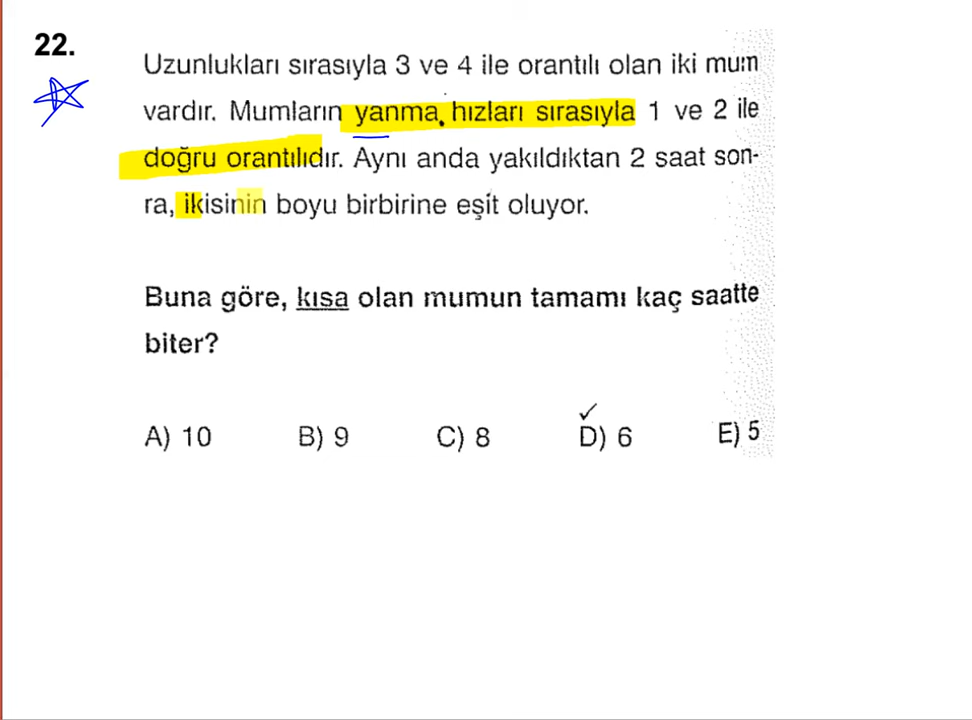 22.
Uzunlukları sırasıyla 3 ve 4 ile orantılı olan iki mum
vardır. Mumların yanma hızları sırasıyla 1 ve 2 ile
doğru orantılıdır. Aynı anda yakıldıktan 2 saat son-
ra, ikisinin boyu birbirine eşit oluyor.
Buna göre, kısa olan mumun tamamı kaç saatte
biter?
A) 10 B) 9 C) 8 D) 6 E) 5